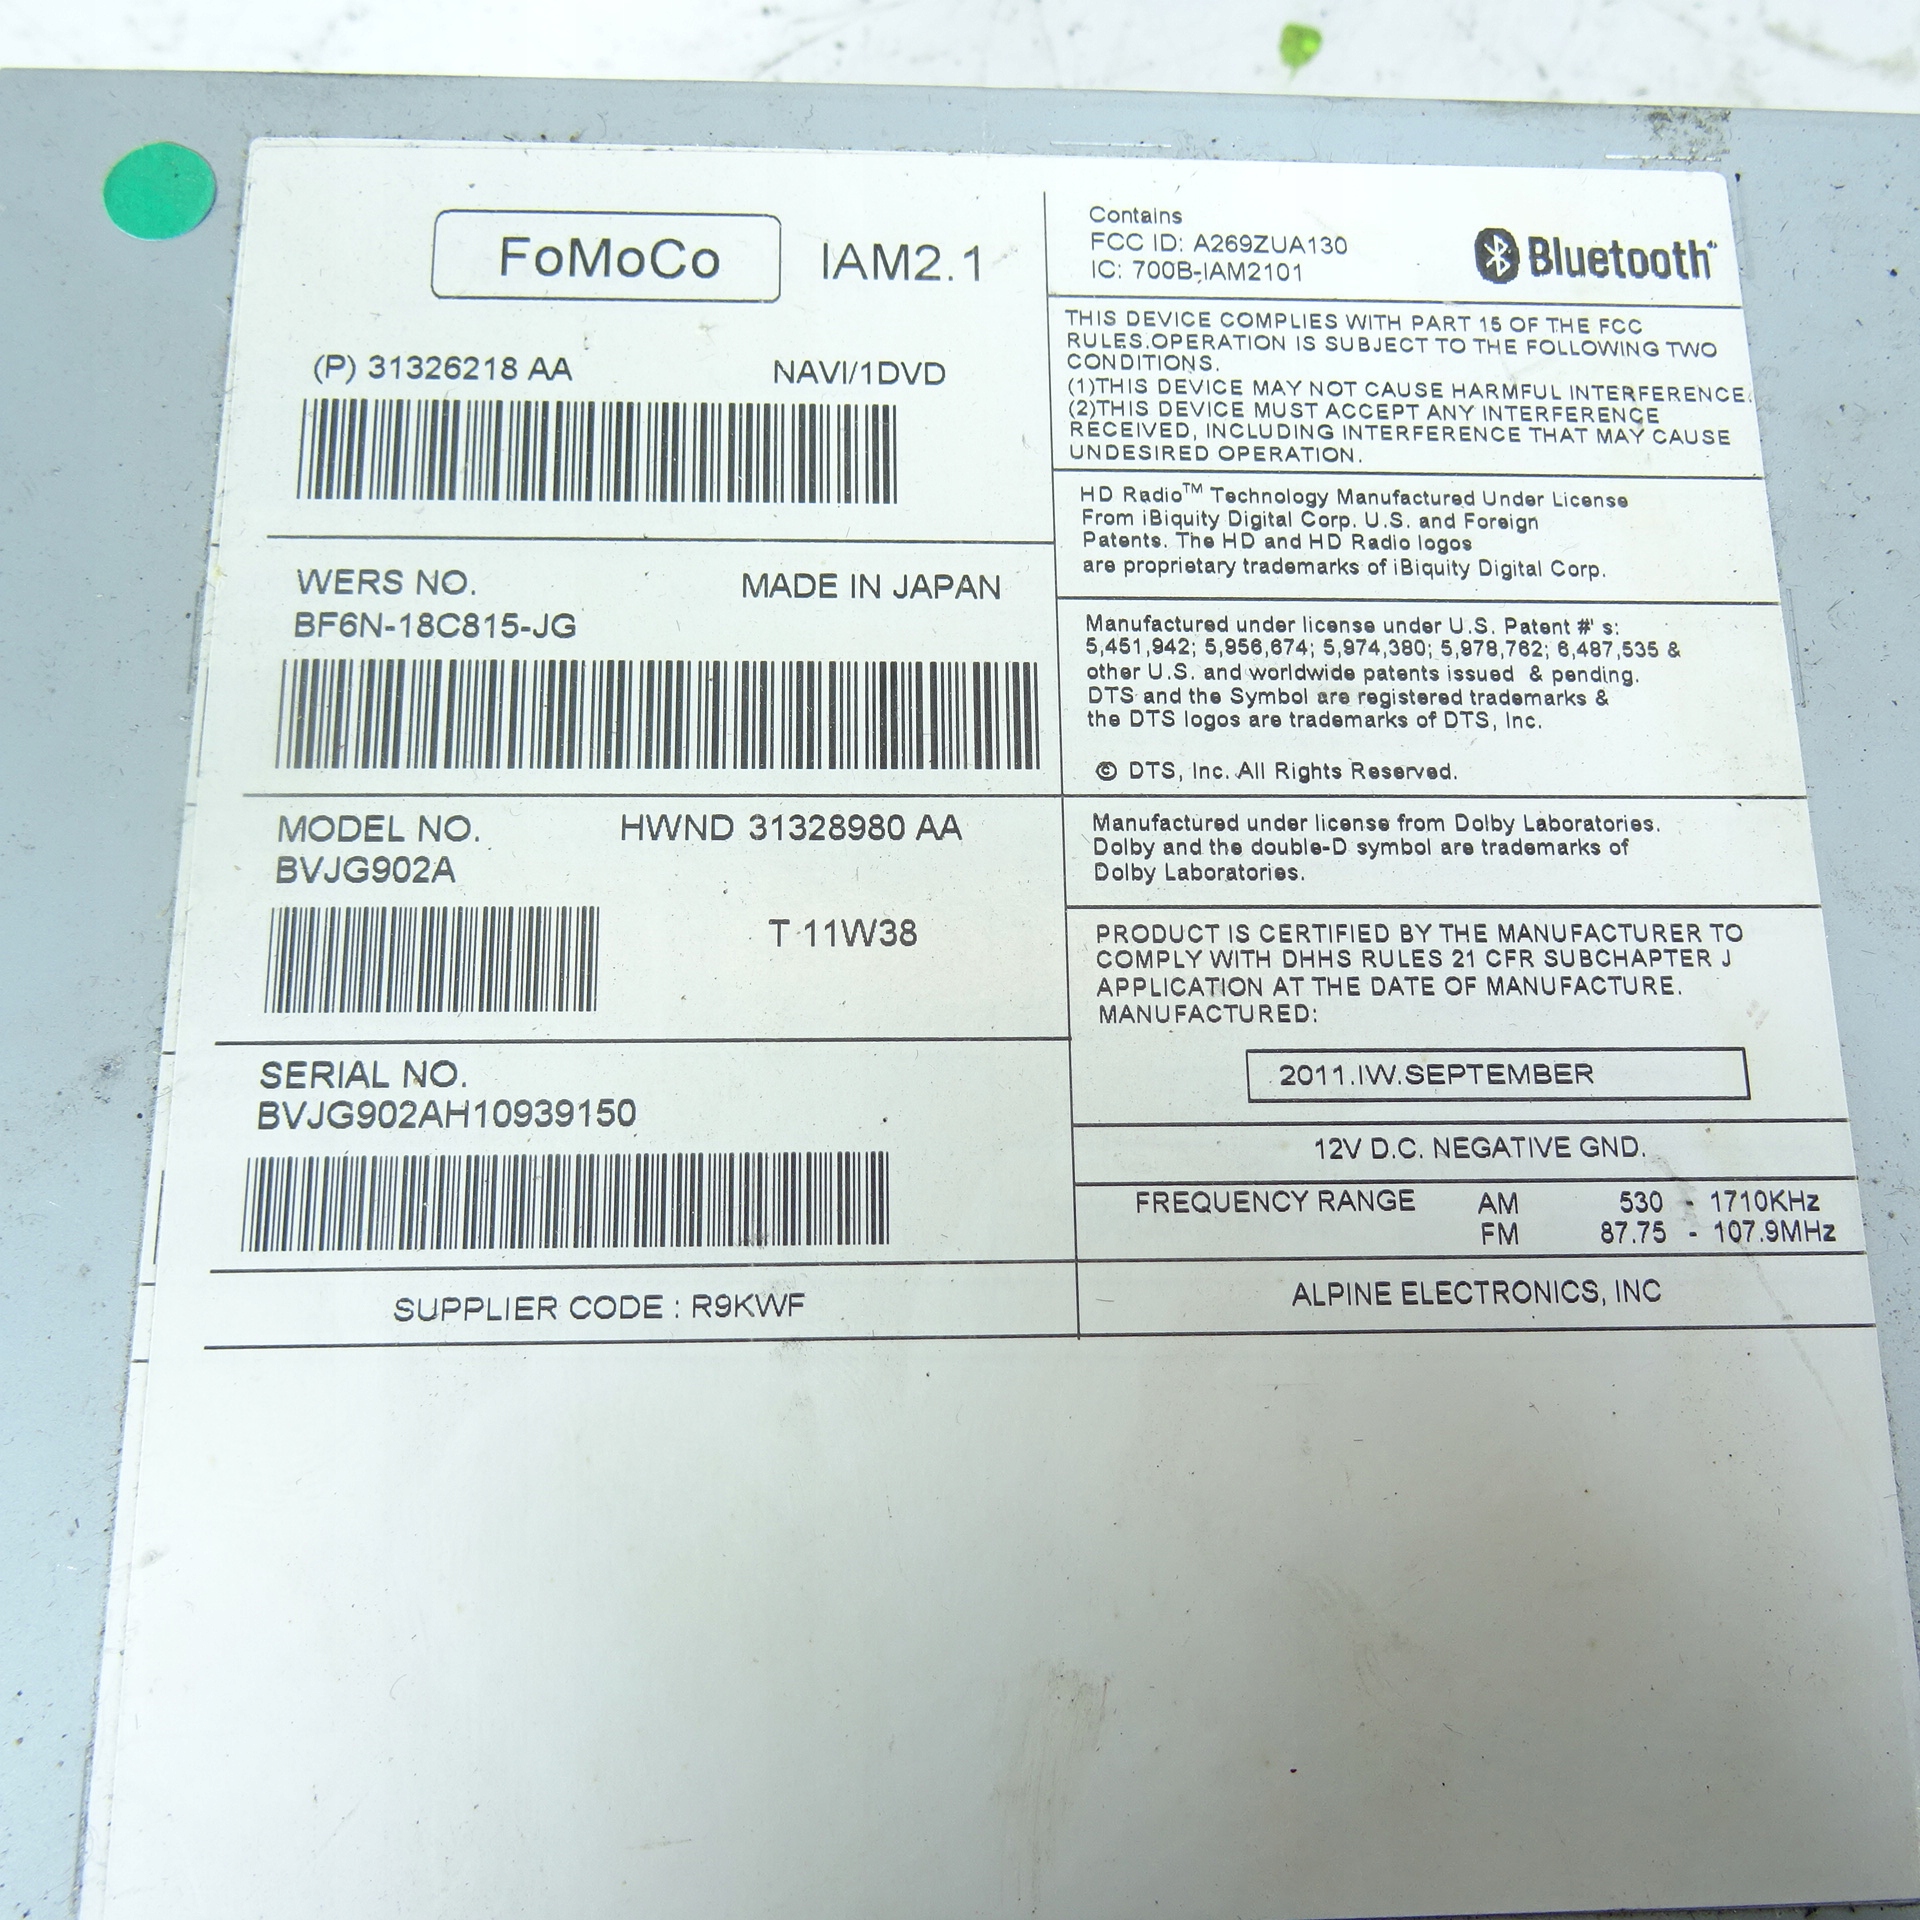 FoMoCo IAM2.1
(P) 31326218 AA NAVI/1DVD
WERS NO. MADE IN JAPAN
BF6N-18C815-JG
MODEL NO. HWND 31328980 AA
BVJG902A
T 11W38
SERIAL NO.
BVJG902AH10939150
SUPPLIER CODE : R9KWF
Contains
FCC ID: A269ZUA130
IC: 700B-IAM2101
Bluetooth
THIS DEVICE COMPLIES WITH PART 15 OF THE FCC
RULES.OPERATION IS SUBJECT TO THE FOLLOWING TWO
CONDITIONS.
(1)THIS DEVICE MAY NOT CAUSE HARMFUL INTERFERENCE.
(2)THIS DEVICE MUST ACCEPT ANY INTERFERENCE
RECEIVED, INCLUDING INTERFERENCE THAT MAY CAUSE
UNDESIRED OPERATION.
HD Radio™ Technology Manufactured Under License
From iBiquity Digital Corp. U.S. and Foreign
Patents. The HD and HD Radio logos
are proprietary trademarks of iBiquity Digital Corp.
Manufactured under license under U.S. Patent #' s:
5,451,942; 5,956,674; 5,974,380; 5,978,762; 6,487,535 &
other U.S. and worldwide patents issued & pending.
DTS and the Symbol are registered trademarks &
the DTS logos are trademarks of DTS, Inc.
© DTS, Inc. All Rights Reserved.
Manufactured under license from Dolby Laboratories.
Dolby and the double-D symbol are trademarks of
Dolby Laboratories.
PRODUCT IS CERTIFIED BY THE MANUFACTURER TO
COMPLY WITH DHHS RULES 21 CFR SUBCHAPTER J
APPLICATION AT THE DATE OF MANUFACTURE.
MANUFACTURED:
2011.IW.SEPTEMBER
12V D.C. NEGATIVE GND.
FREQUENCY RANGE AM 530 - 1710KHz
FM 87.75 - 107.9MHz
ALPINE ELECTRONICS, INC